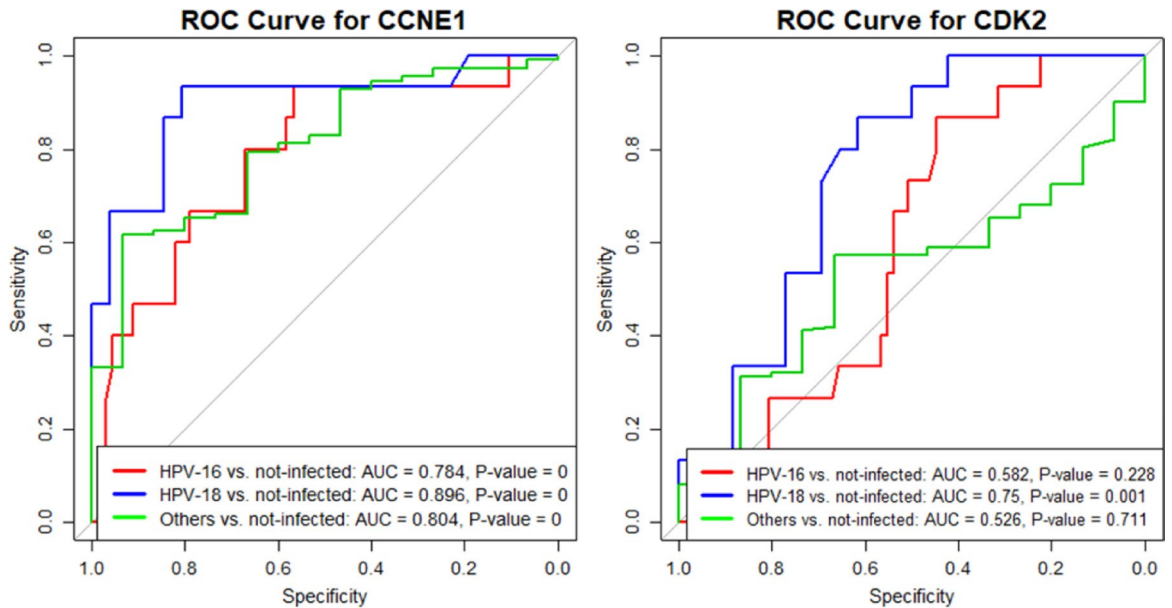 ROC Curve for CCNE1
Sensitivity
1.0
0.8
0.6
0.4
0.2
0.0
HPV-16 vs. not-infected: AUC = 0.784, P-value = 0
HPV-18 vs. not-infected: AUC = 0.896, P-value = 0
Others vs. not-infected: AUC = 0.804, P-value = 0
1.0 0.8 0.6 0.4 0.2 0.0
Specificity
ROC Curve for CDK2
Sensitivity
1.0
0.8
0.6
0.4
0.2
0.0
HPV-16 vs. not-infected: AUC = 0.582, P-value = 0.228
HPV-18 vs. not-infected: AUC = 0.75, P-value = 0.001
Others vs. not-infected: AUC = 0.526, P-value = 0.711
1.0 0.8 0.6 0.4 0.2 0.0
Specificity